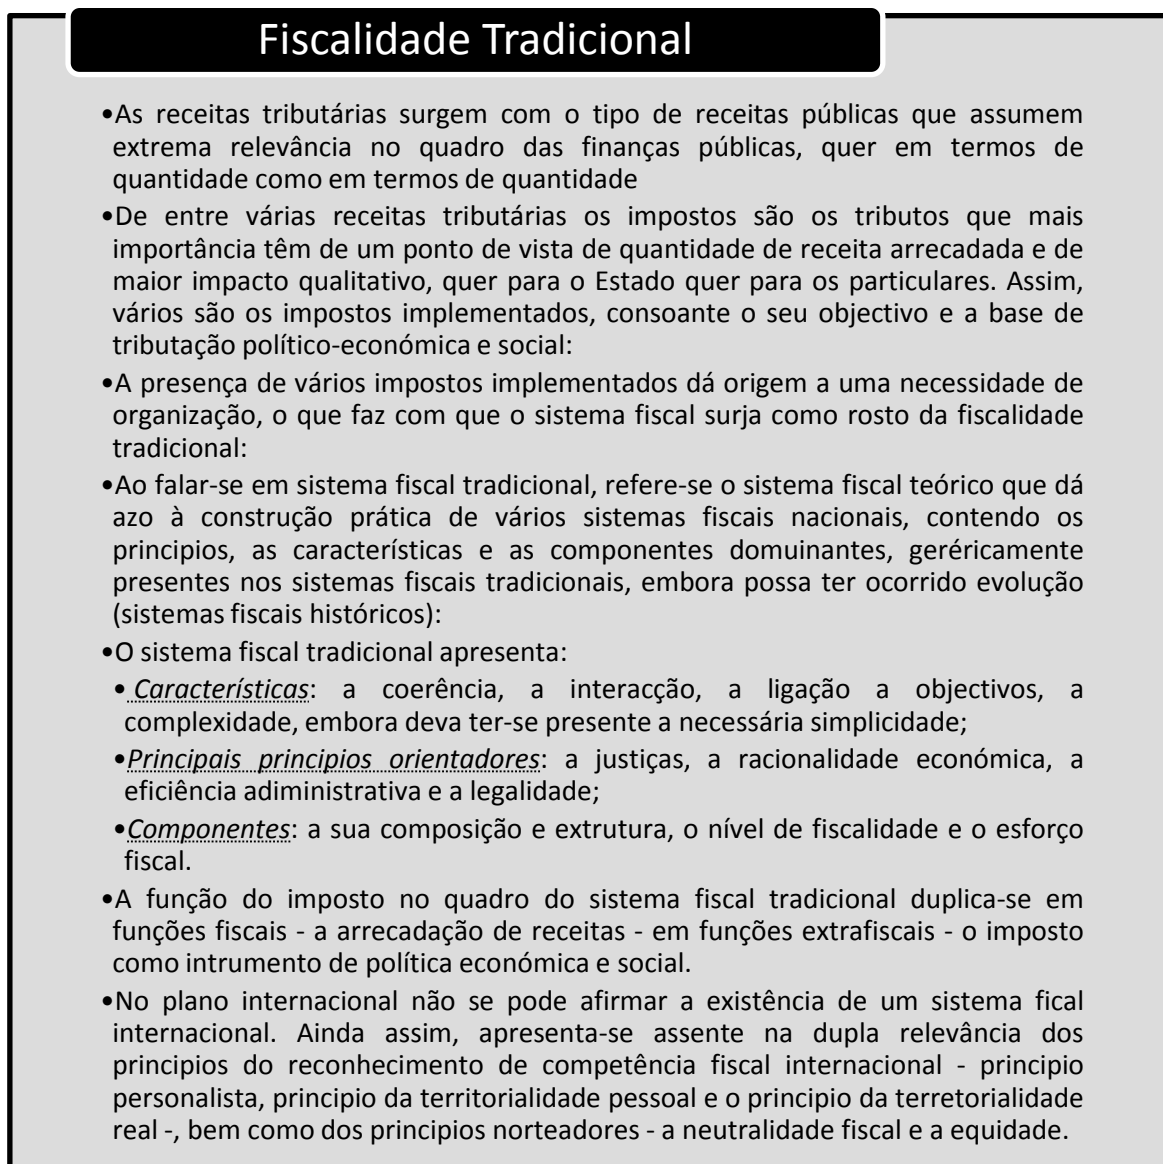 Fiscalidade Tradicional
•As receitas tributárias surgem com o tipo de receitas públicas que assumem
extrema relevância no quadro das finanças públicas, quer em termos de
quantidade como em termos de quantidade
•De entre várias receitas tributárias os impostos são os tributos que mais
importância têm de um ponto de vista de quantidade de receita arrecadada e de
maior impacto qualitativo, quer para o Estado quer para os particulares. Assim,
vários são os impostos implementados, consoante o seu objectivo e a base de
tributação político-económica e social:
•A presença de vários impostos implementados dá origem a uma necessidade de
organização, o que faz com que o sistema fiscal surja como rosto da fiscalidade
tradicional:
•Ao falar-se em sistema fiscal tradicional, refere-se o sistema fiscal teórico que dá
azo à construção prática de vários sistemas fiscais nacionais, contendo os
principios, as características e as componentes domuinantes, geréricamente
presentes nos sistemas fiscais tradicionais, embora possa ter ocorrido evolução
(sistemas fiscais históricos):
•O sistema fiscal tradicional apresenta:
• Características: a coerência, a interacção, a ligação a objectivos, a
complexidade, embora deva ter-se presente a necessária simplicidade;
•Principais principios orientadores: a justiças, a racionalidade económica, a
eficiência adiministrativa e a legalidade;
•Componentes: a sua composição e extrutura, o nível de fiscalidade e o esforço
fiscal.
•A função do imposto no quadro do sistema fiscal tradicional duplica-se em
funções fiscais - a arrecadação de receitas - em funções extrafiscais - o imposto
como intrumento de política económica e social.
•No plano internacional não se pode afirmar a existência de um sistema fical
internacional. Ainda assim, apresenta-se assente na dupla relevância dos
principios do reconhecimento de competência fiscal internacional - principio
personalista, principio da territorialidade pessoal e o principio da terretorialidade
real -, bem como dos principios norteadores - a neutralidade fiscal e a equidade.